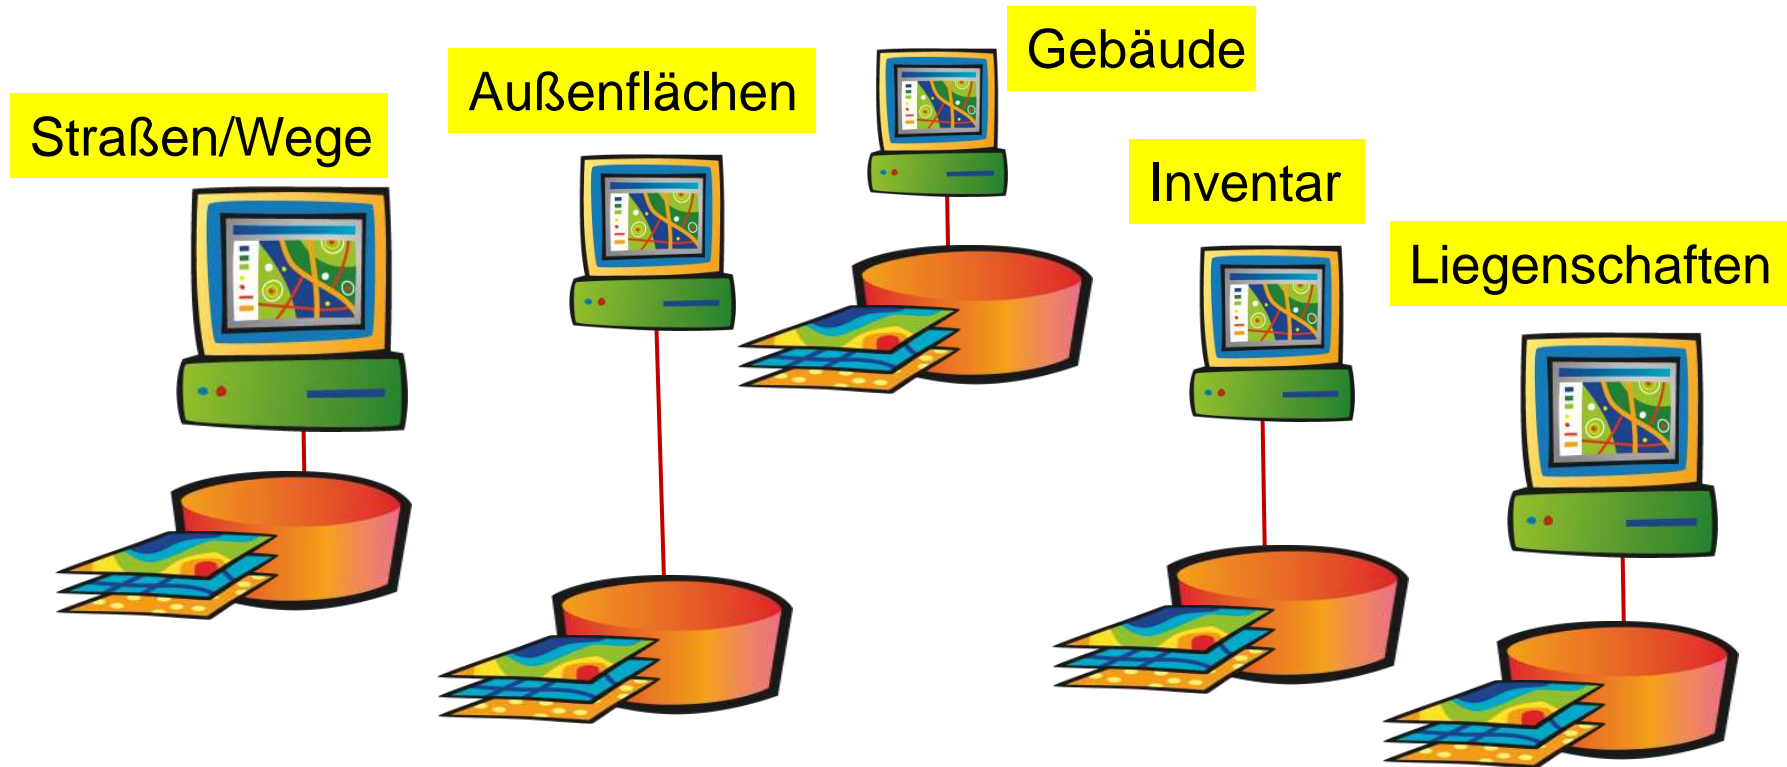 Straßen/Wege
Außenflächen
Gebäude
Inventar
Liegenschaften